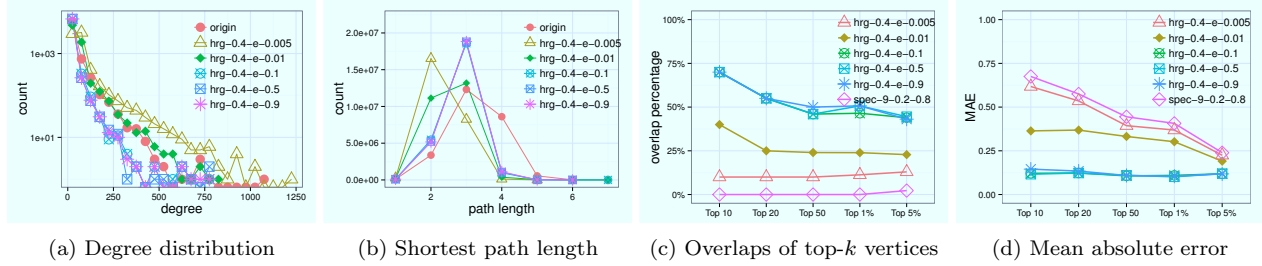 count
1e+03
1e+01
0
250
500
750
1000
1250
degree
origin
hrg−0.4−e−0.005
hrg−0.4−e−0.01
hrg−0.4−e−0.1
hrg−0.4−e−0.5
hrg−0.4−e−0.9
(a) Degree distribution
count
2.0e+07
1.5e+07
1.0e+07
5.0e+06
0.0e+00
2
4
6
path length
origin
hrg−0.4−e−0.005
hrg−0.4−e−0.01
hrg−0.4−e−0.1
hrg−0.4−e−0.5
hrg−0.4−e−0.9
(b) Shortest path length
overlap percentage
100%
75%
50%
25%
0%
Top 10
Top 20
Top 50
Top 1%
Top 5%
hrg−0.4−e−0.005
hrg−0.4−e−0.01
hrg−0.4−e−0.1
hrg−0.4−e−0.5
hrg−0.4−e−0.9
spec−9−0.2−0.8
(c) Overlaps of top-k vertices
MAE
1.00
0.75
0.50
0.25
0.00
Top 10
Top 20
Top 50
Top 1%
Top 5%
hrg−0.4−e−0.005
hrg−0.4−e−0.01
hrg−0.4−e−0.1
hrg−0.4−e−0.5
hrg−0.4−e−0.9
spec−9−0.2−0.8
(d) Mean absolute error